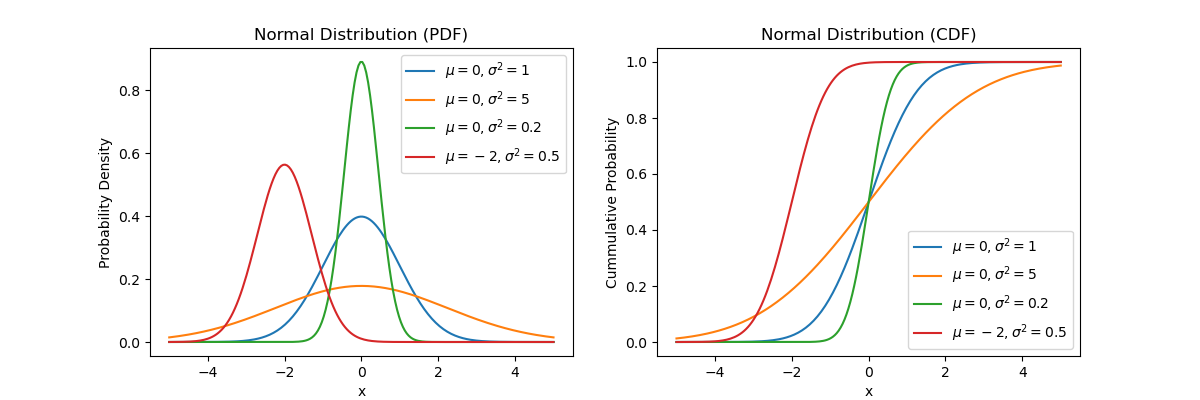 Normal Distribution (PDF)
Probability Density
0.8
0.6
0.4
0.2
0.0
−4 −2 0 2 4
x
μ = 0, σ² = 1
μ = 0, σ² = 5
μ = 0, σ² = 0.2
μ = − 2, σ² = 0.5
Normal Distribution (CDF)
Cummulative Probability
1.0
0.8
0.6
0.4
0.2
0.0
−4 −2 0 2 4
x
μ = 0, σ² = 1
μ = 0, σ² = 5
μ = 0, σ² = 0.2
μ = − 2, σ² = 0.5